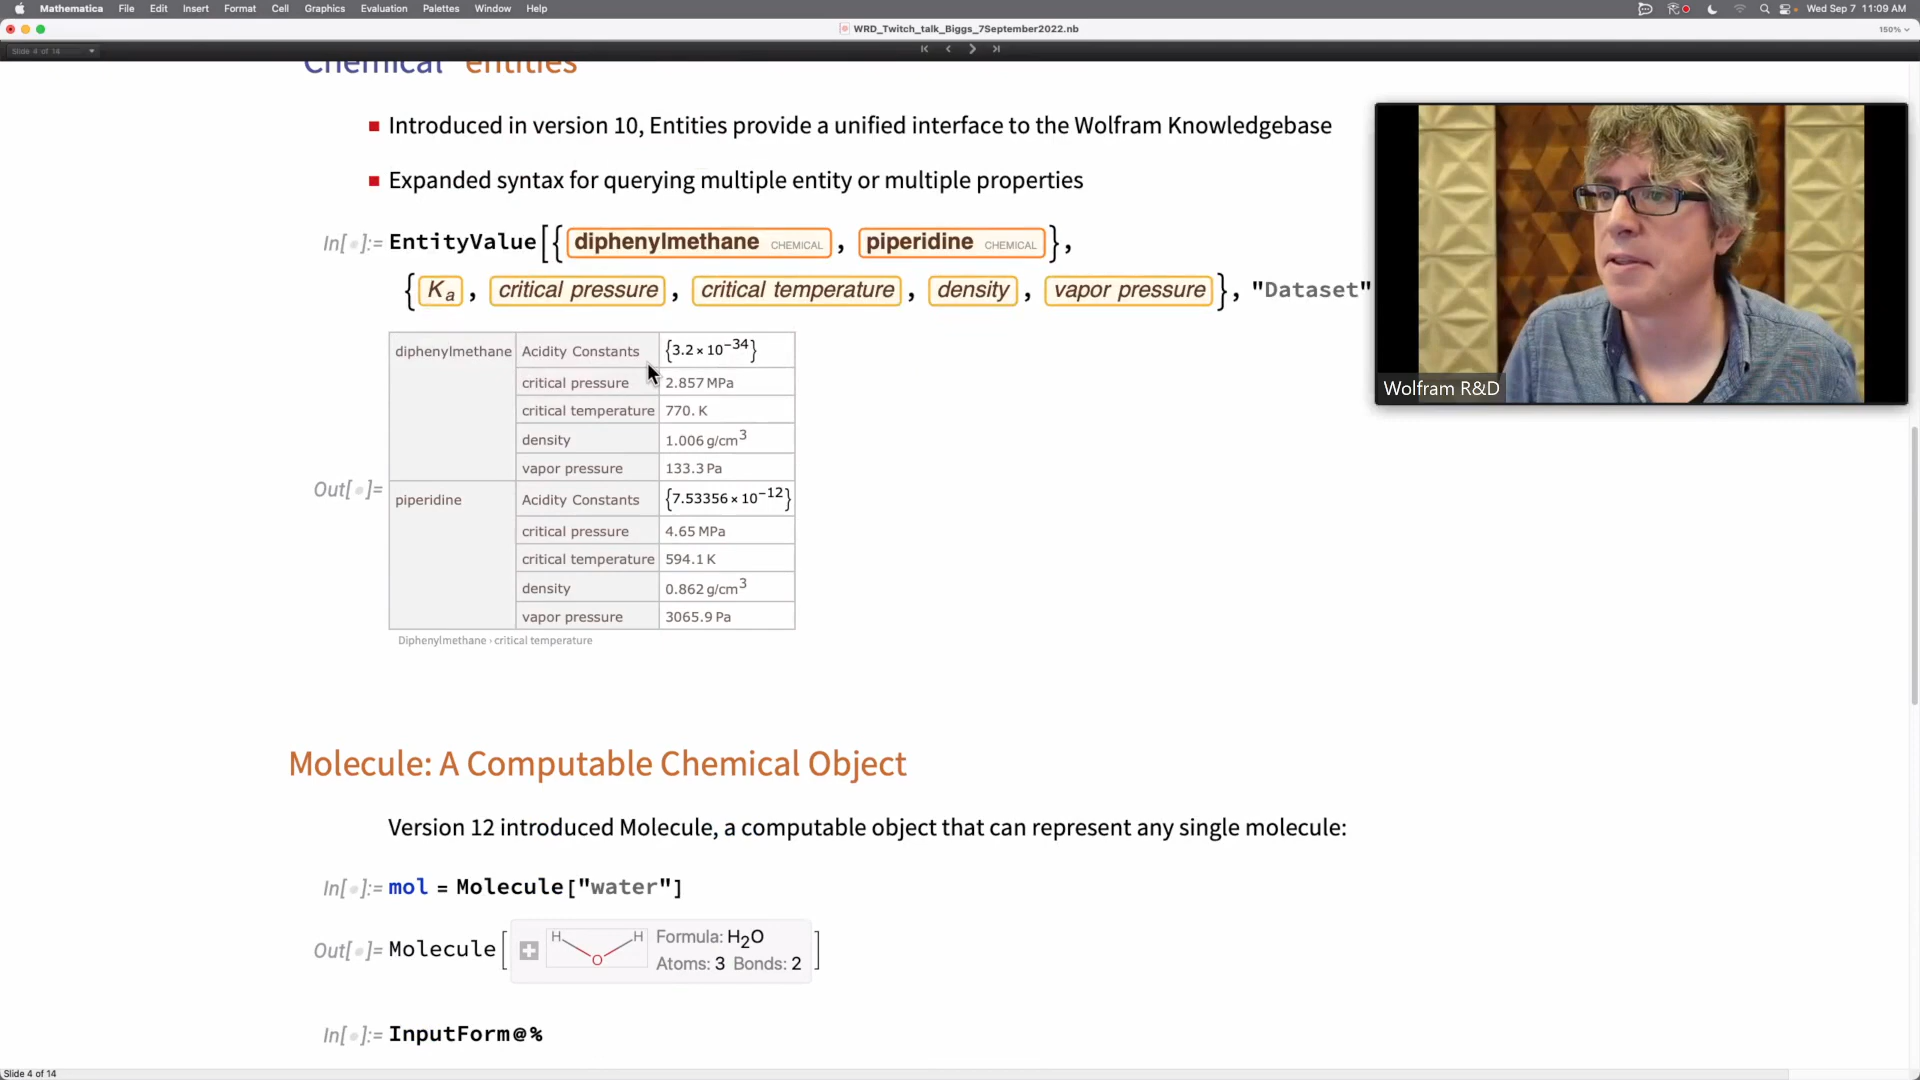 Mathematica File Edit Insert Format Cell Graphics Evaluation Palettes Window Help Wed Sep 7 11:09 AM
WRD_Twitch_talk_Biggs_7September2022.nb 150%
Slide 4 of 14
Chemical "entities"
Introduced in version 10, Entities provide a unified interface to the Wolfram Knowledgebase
Expanded syntax for querying multiple entity or multiple properties
In[ ]:= EntityValue[{ diphenylmethane CHEMICAL , piperidine CHEMICAL },
{ Ka , critical pressure , critical temperature , density , vapor pressure }, "Dataset"
diphenylmethane Acidity Constants {3.2 × 10⁻³⁴}
critical pressure 2.857 MPa
critical temperature 770. K
density 1.006 g/cm³
vapor pressure 133.3 Pa
Out[ ]=
piperidine Acidity Constants {7.53356 × 10⁻¹²}
critical pressure 4.65 MPa
critical temperature 594.1 K
density 0.862 g/cm³
vapor pressure 3065.9 Pa
Diphenylmethane › critical temperature
Wolfram R&D
Molecule: A Computable Chemical Object
Version 12 introduced Molecule, a computable object that can represent any single molecule:
In[ ]:= mol = Molecule["water"]
Out[ ]= Molecule[ H H O Formula: H₂O
Atoms: 3 Bonds: 2 ]
In[ ]:= InputForm@%
Slide 4 of 14